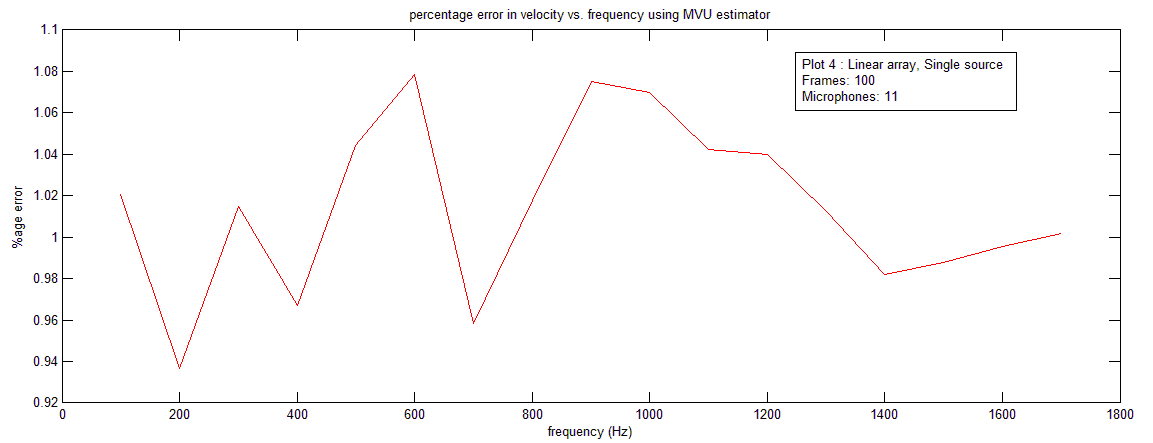 percentage error in velocity vs. frequency using MVU estimator
1.1
1.08
1.06
1.04
1.02
1
0.98
0.96
0.94
0.92
%age error
Plot 4 : Linear array, Single source
Frames: 100
Microphones: 11
0 200 400 600 800 1000 1200 1400 1600 1800
frequency (Hz)